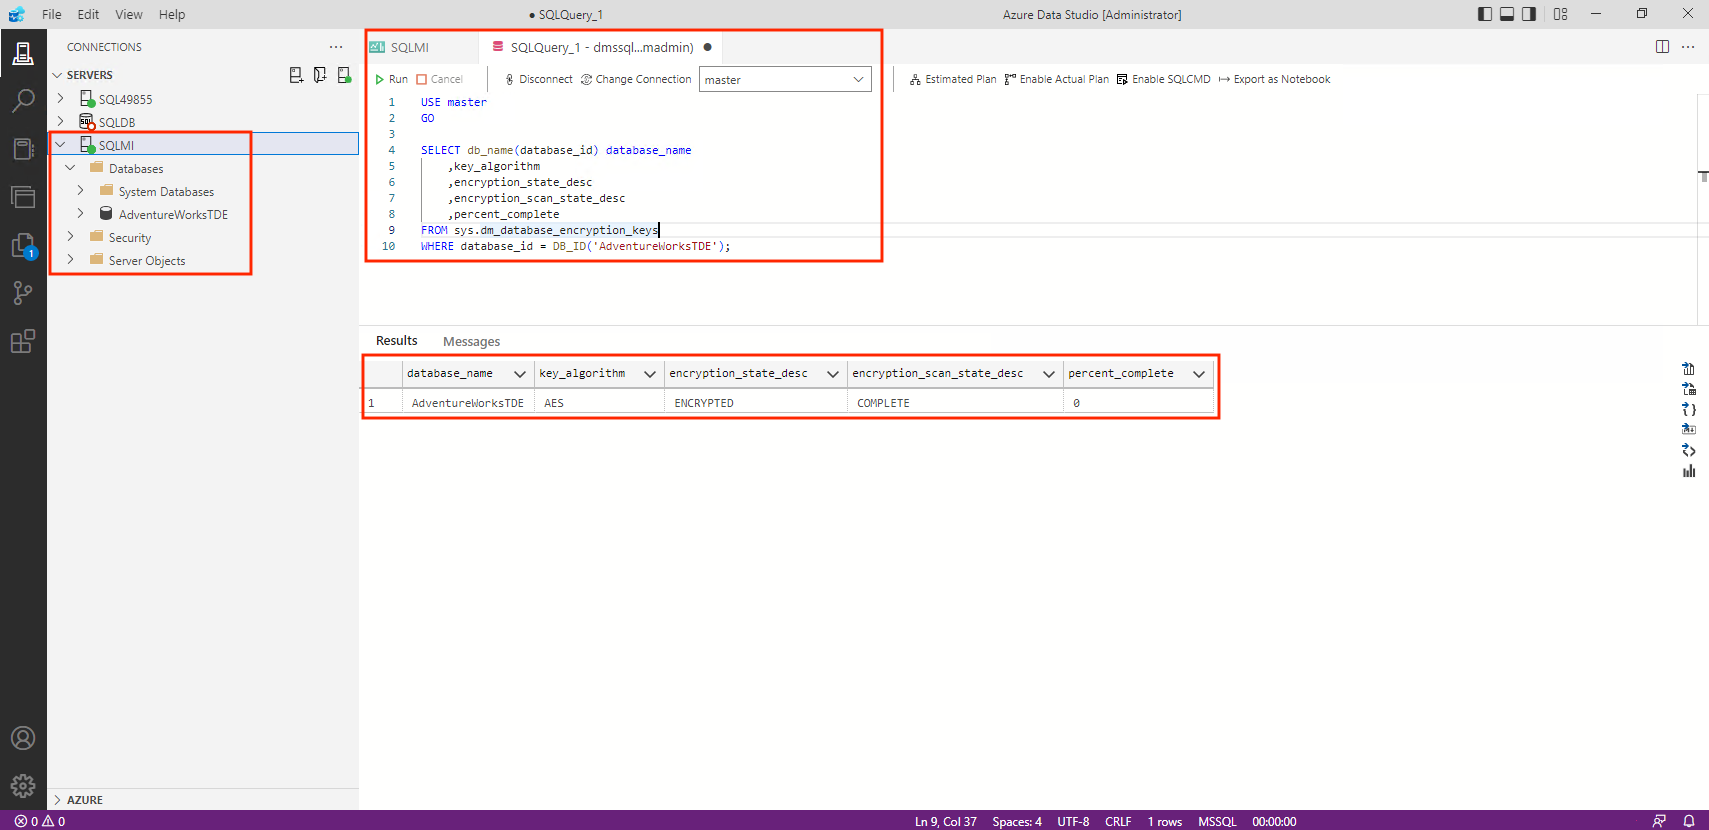 File Edit View Help
● SQLQuery_1
Azure Data Studio [Administrator]
CONNECTIONS
SERVERS
SQL49855
SQLDB
SQLMI
Databases
System Databases
AdventureWorksTDE
Security
Server Objects
AZURE
1
SQLMI
SQLQuery_1 - dmssql...madmin) ●
Run Cancel Disconnect Change Connection master Estimated Plan Enable Actual Plan Enable SQLCMD Export as Notebook
1 USE master
2 GO
3
4 SELECT db_name(database_id) database_name
5 ,key_algorithm
6 ,encryption_state_desc
7 ,encryption_scan_state_desc
8 ,percent_complete
9 FROM sys.dm_database_encryption_keys
10 WHERE database_id = DB_ID('AdventureWorksTDE');
Results Messages
database_name key_algorithm encryption_state_desc encryption_scan_state_desc percent_complete
1 AdventureWorksTDE AES ENCRYPTED COMPLETE 0
0 0 Ln 9, Col 37 Spaces: 4 UTF-8 CRLF 1 rows MSSQL 00:00:00